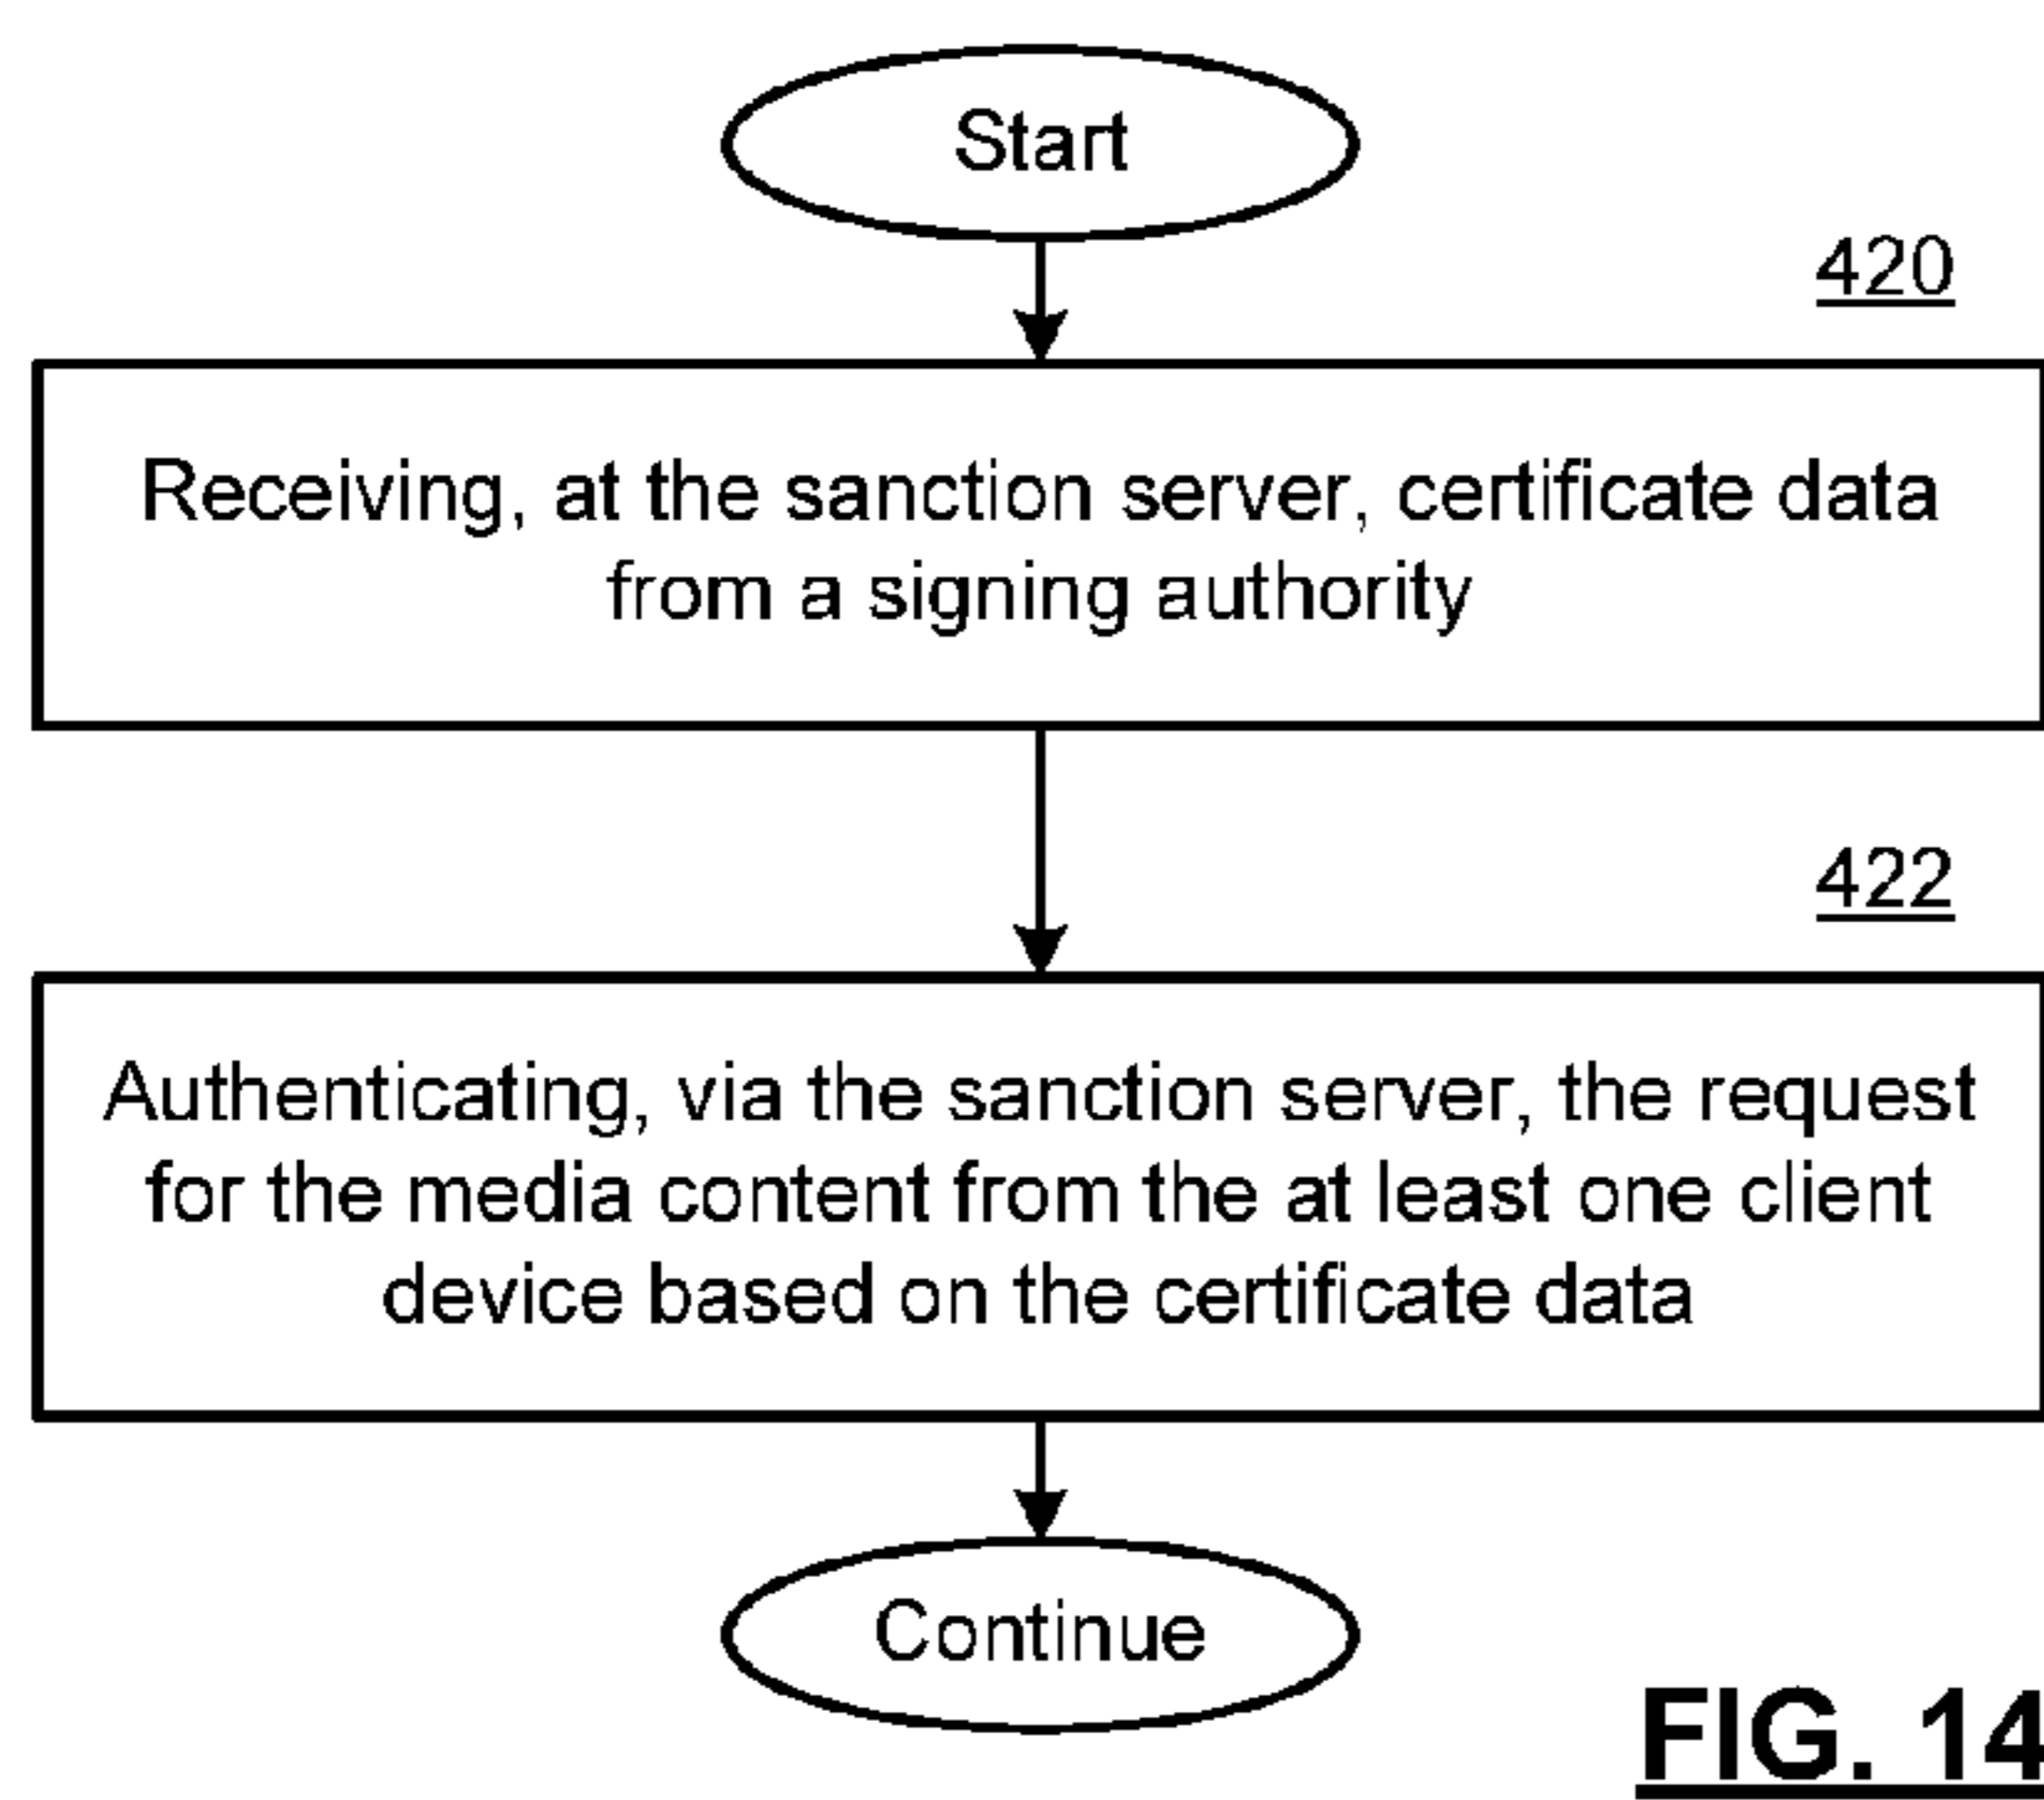 Start
420
Receiving, at the sanction server, certificate data
from a signing authority
422
Authenticating, via the sanction server, the request
for the media content from the at least one client
device based on the certificate data
Continue
FIG. 14